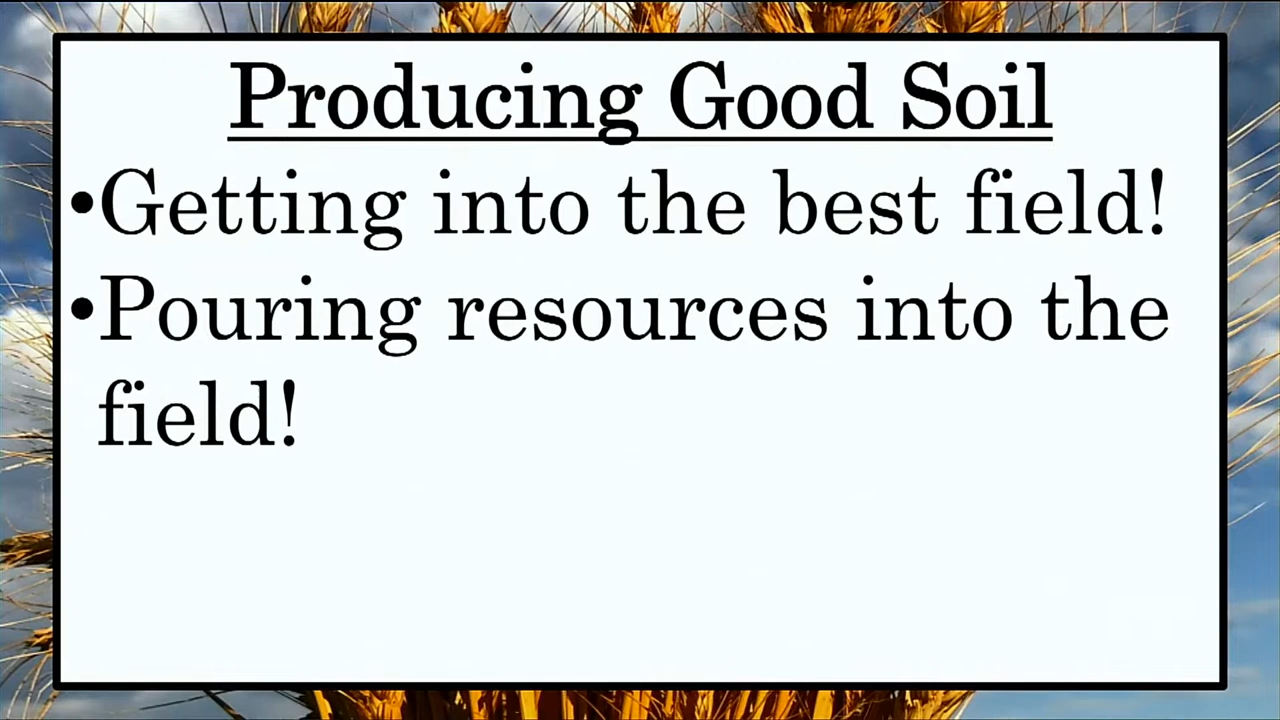 Producing Good Soil
•Getting into the best field!
•Pouring resources into the
field!